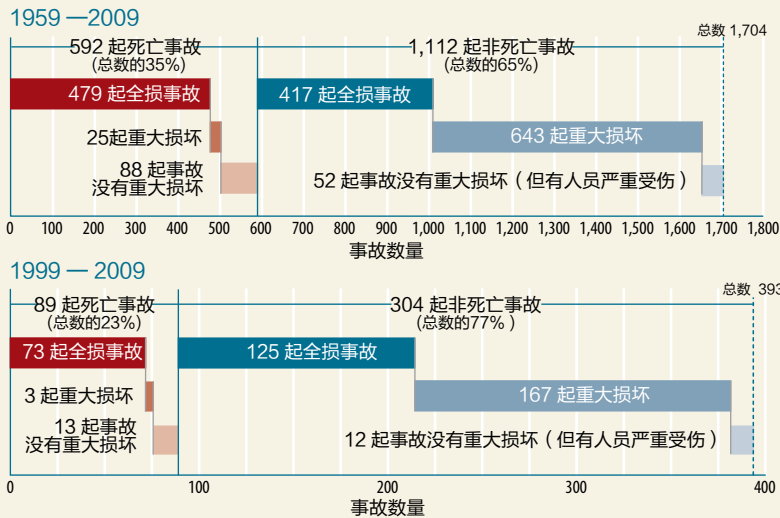 1959 — 2009
总数 1,704
592 起死亡事故
(总数的35%)
1,112 起非死亡事故
(总数的65%)
479 起全损事故
417 起全损事故
25起重大损坏
643 起重大损坏
88 起事故
没有重大损坏
52 起事故没有重大损坏（但有人员严重受伤）
0 100 200 300 400 500 600 700 800 900 1,000 1,100 1,200 1,300 1,400 1,500 1,600 1,700 1,800
事故数量
1999 — 2009
总数 393
89 起死亡事故
(总数的23%)
304 起非死亡事故
(总数的77% )
73 起全损事故
125 起全损事故
3 起重大损坏
167 起重大损坏
13 起事故
没有重大损坏
12 起事故没有重大损坏（但有人员严重受伤）
0 100 200 300 400
事故数量